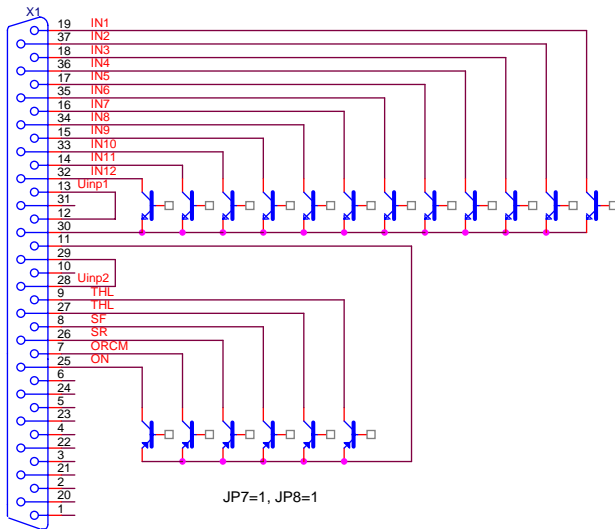 X1
19 IN1
37 IN2
18 IN3
36 IN4
17 IN5
35 IN6
16 IN7
34 IN8
15 IN9
33 IN10
14 IN11
32 IN12
13 Uinp1
31
12
30
11
29
10
28 Uinp2
9 THL
27 THL
8 SF
26 SR
7 ORCM
25 ON
6
24
5
23
4
22
3
21
2
20
1
JP7=1, JP8=1